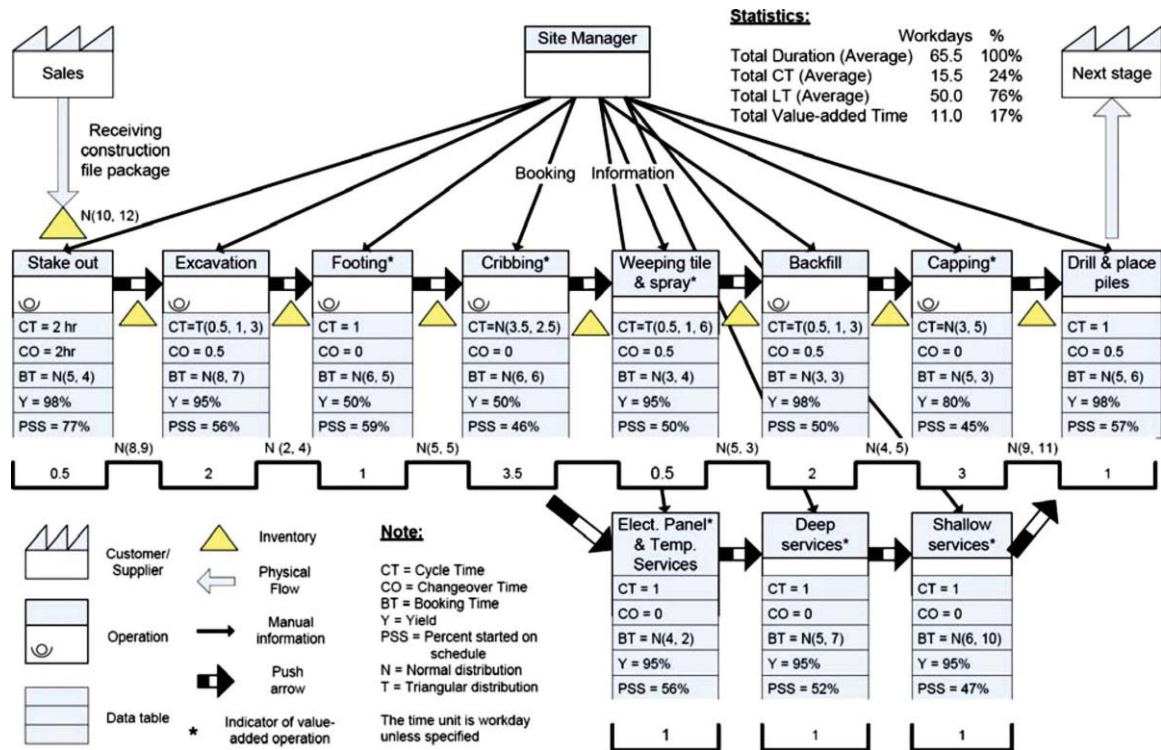 Statistics:
Workdays %
Total Duration (Average) 65.5 100%
Total CT (Average) 15.5 24%
Total LT (Average) 50.0 76%
Total Value-added Time 11.0 17%
Sales
Site Manager
Next stage
Receiving
construction
file package
N(10, 12)
Booking Information
Stake out
CT = 2 hr
CO = 2hr
BT = N(5, 4)
Y = 98%
PSS = 77%
Excavation
CT=T(0.5, 1, 3)
CO = 0.5
BT = N(8, 7)
Y = 95%
PSS = 56%
Footing*
CT = 1
CO = 0
BT = N(6, 5)
Y = 50%
PSS = 59%
Cribbing*
CT=N(3.5, 2.5)
CO = 0
BT = N(6, 6)
Y = 50%
PSS = 46%
Weeping tile
& spray*
CT=T(0.5, 1, 6)
CO = 0.5
BT = N(3, 4)
Y = 95%
PSS = 50%
Backfill
CT=T(0.5, 1, 3)
CO = 0.5
BT = N(3, 3)
Y = 98%
PSS = 50%
Capping*
CT=N(3, 5)
CO = 0
BT = N(5, 3)
Y = 80%
PSS = 45%
Drill & place
piles
CT = 1
CO = 0.5
BT = N(5, 6)
Y = 98%
PSS = 57%
N(8,9) N (2, 4) N(5, 5) N(5, 3) N(4, 5) N(9, 11)
0.5 2 1 3.5 0.5 2 3 1
Elect. Panel*
& Temp.
Services
CT = 1
CO = 0
BT = N(4, 2)
Y = 95%
PSS = 56%
1
Deep
services*
CT = 1
CO = 0
BT = N(5, 7)
Y = 95%
PSS = 52%
1
Shallow
services*
CT = 1
CO = 0
BT = N(6, 10)
Y = 95%
PSS = 47%
1
Customer/
Supplier
Operation
Data table
Inventory
Physical
Flow
Manual
information
Push
arrow
* Indicator of value-
added operation
Note:
CT = Cycle Time
CO = Changeover Time
BT = Booking Time
Y = Yield
PSS = Percent started on
schedule
N = Normal distribution
T = Triangular distribution
The time unit is workday
unless specified